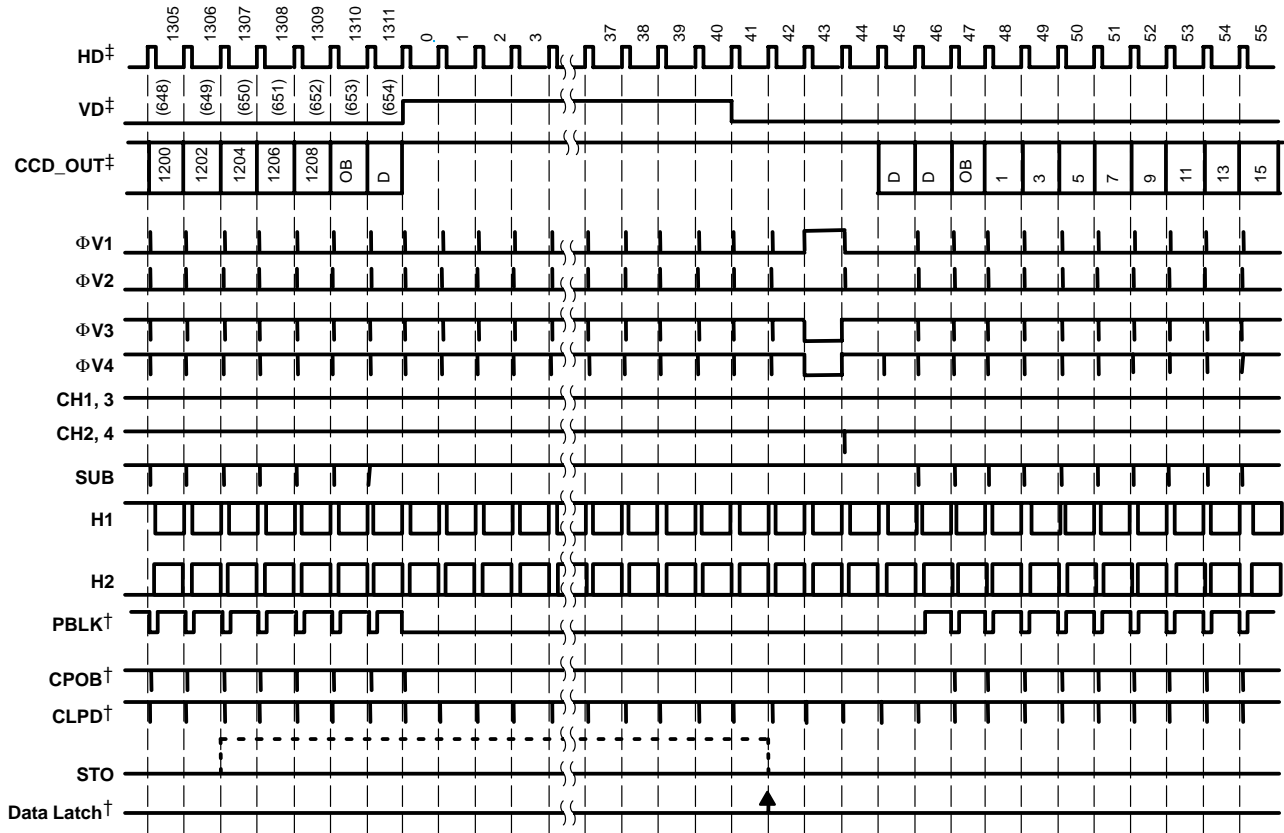 1305 1306 1307 1308 1309 1310 1311 0 1 2 3 37 38 39 40 41 42 43 44 45 46 47 48 49 50 51 52 53 54 55
HD‡
(648) (649) (650) (651) (652) (653) (654)
VD‡
CCD_OUT‡ 1200 1202 1204 1206 1208 OB D D D OB 1 3 5 7 9 11 13 15
ΦV1
ΦV2
ΦV3
ΦV4
CH1, 3
CH2, 4
SUB
H1
H2
PBLK†
CPOB†
CLPD†
STO
Data Latch†